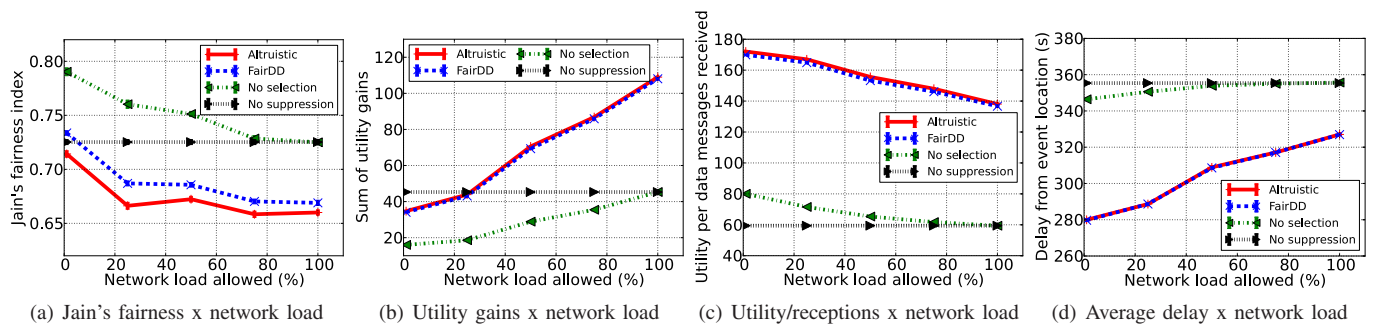 Jain's fairness index
0.80
0.75
0.70
0.65
0 20 40 60 80 100
Network load allowed (%)
Altruistic
FairDD
No selection
No suppression
(a) Jain's fairness x network load
Sum of utility gains
120
100
80
60
40
20
0 20 40 60 80 100
Network load allowed (%)
Altruistic
FairDD
No selection
No suppression
(b) Utility gains x network load
Utility per data messages received
180
160
140
120
100
80
60
40
0 20 40 60 80 100
Network load allowed (%)
Altruistic
FairDD
No selection
No suppression
(c) Utility/receptions x network load
Delay from event location (s)
380
360
340
320
300
280
260
0 20 40 60 80 100
Network load allowed (%)
Altruistic
FairDD
No selection
No suppression
(d) Average delay x network load